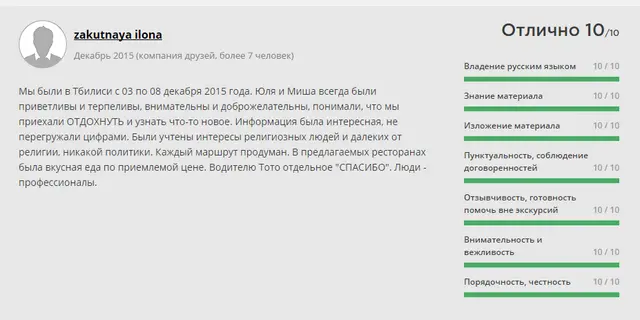 zakutnaya ilona
Декабрь 2015 (компания друзей, более 7 человек)
Мы были в Тбилиси с 03 по 08 декабря 2015 года. Юля и Миша всегда были
приветливы и терпеливы, внимательны и доброжелательны, понимали, что мы
приехали ОТДОХНУТЬ и узнать что-то новое. Информация была интересная, не
перегружали цифрами. Были учтены интересы религиозных людей и далеких от
религии, никакой политики. Каждый маршрут продуман. В предлагаемых ресторанах
была вкусная еда по приемлемой цене. Водителю Тото отдельное "СПАСИБО". Люди -
профессионалы.
Отлично 10/10
Владение русским языком 10 / 10
Знание материала 10 / 10
Изложение материала 10 / 10
Пунктуальность, соблюдение
договоренностей 10 / 10
Отзывчивость, готовность
помочь вне экскурсий 10 / 10
Внимательность и
вежливость 10 / 10
Порядочность, честность 10 / 10